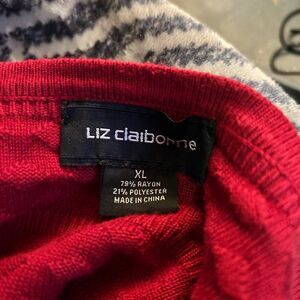 Liz claiborne
XL
79% RAYON
21% POLYESTER
MADE IN CHINA